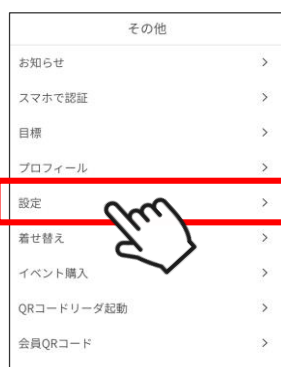 その他
お知らせ
スマホで認証
目標
プロフィール
設定
着せ替え
イベント購入
QRコードリーダ起動
会員QRコード